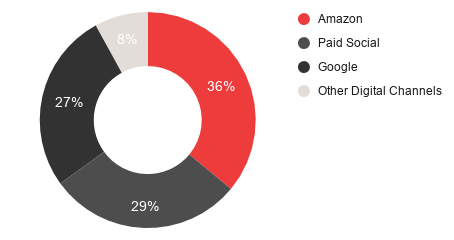 8%
36%
27%
29%
Amazon
Paid Social
Google
Other Digital Channels